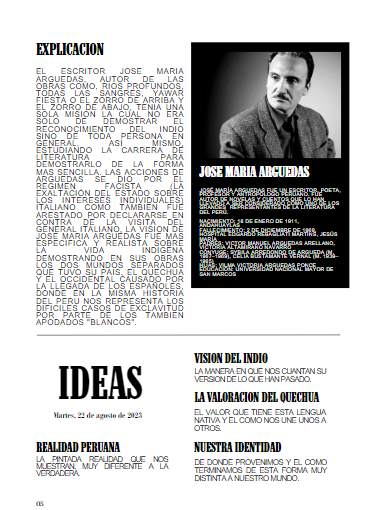 EXPLICACION
EL ESCRITOR JOSE MARIA
ARGUEDAS, AUTOR DE LAS
OBRAS COMO, RIOS PROFUNDOS,
TODAS LAS SANGRES, YAWAR
FIESTA O EL ZORRO DE ARRIBA Y
EL ZORRO DE ABAJO, TENIA UNA
SOLA MISION LA CUAL NO ERA
SOLO DE DEMOSTRAR EL
RECONOCIMIENTO DEL INDIO
SINO DE TODA PERSONA EN
GENERAL. ASI MISMO,
ESTUDIANDO LA CARRERA DE
LITERATURA PARA
DEMOSTRARLO DE LA FORMA
MAS SENCILLA. LAS ACCIONES DE
ARGUEDAS SE DIO POR EL
REGIMEN FACISTA (LA
EXALTACIÓN DEL ESTADO SOBRE
LOS INTERESES INDIVIDUALES)
ITALIANO COMO TAMBIEN FUE
ARESTADO POR DECLARARSE EN
CONTRA DE LA VISITA DEL
GENERAL ITALIANO. LA VISION DE
JOSE MARIA ARGUEDAS FUE MAS
ESPECIFICA Y REALISTA SOBRE
LA VIDA INDIGENA
DEMOSTRANDO EN SUS OBRAS
LOS DOS MUNDOS SEPARADOS
QUE TUVO SU PAIS, EL QUECHUA
Y EL OCCIDENTAL CAUSADO POR
LA LLEGADA DE LOS ESPAÑOLES,
DONDE EN LA MISMA HISTORIA
DEL PERU NOS REPRESENTA LOS
DIFICILES CASOS DE EXCLAVITUD
POR PARTE DE LOS TAMBIEN
APODADOS "BLANCOS".
JOSE MARIA ARGUEDAS
JOSÉ MARÍA ARGUEDAS FUE UN ESCRITOR, POETA,
PROFESOR Y ANTROPÓLOGO PERUANO. FUE
AUTOR DE NOVELAS Y CUENTOS QUE LO HAN
LLEVADO A SER CONSIDERADO COMO UNO DE LOS
GRANDES REPRESENTANTES DE LA LITERATURA
DEL PERÚ.
NACIMIENTO: 18 DE ENERO DE 1911,
ANDAHUAYLAS
FALLECIMIENTO: 2 DE DICIEMBRE DE 1969,
HOSPITAL EDGARDO REBAGLIATI MARTINS, JESÚS
MARÍA
PADRES: VÍCTOR MANUEL ARGUEDAS ARELLANO,
VICTORIA ALTAMIRANO NAVARRO
CÓNYUGE: SYBILA ARREDONDO DE ARGUEDAS (M.
1967–1969), CELIA BUSTAMANTE VERNAL (M. 1939–
1965)
HIJAS: VILMA VICTORIA ARGUEDAS PONCE
EDUCACIÓN: UNIVERSIDAD NACIONAL MAYOR DE
SAN MARCOS
IDEAS
Martes, 22 de agosto de 2023
VISION DEL INDIO
LA MANERA EN QUE NOS CUANTAN SU
VERSION DE LO QUE HAN PASADO.
LA VALORACION DEL QUECHUA
EL VALOR QUE TIENE ESTA LENGUA
NATIVA Y EL COMO NOS UNE UNOS A
OTROS.
REALIDAD PERUANA
LA PINTADA REALIDAD QUE NOS
MUESTRAN, MUY DIFERENTE A LA
VERDADERA.
NUESTRA IDENTIDAD
DE DONDE PROVENIMOS Y EL COMO
TERMINAMOS DE ESTA FORMA MUY
DISTINTA A NUESTRO MUNDO.
03